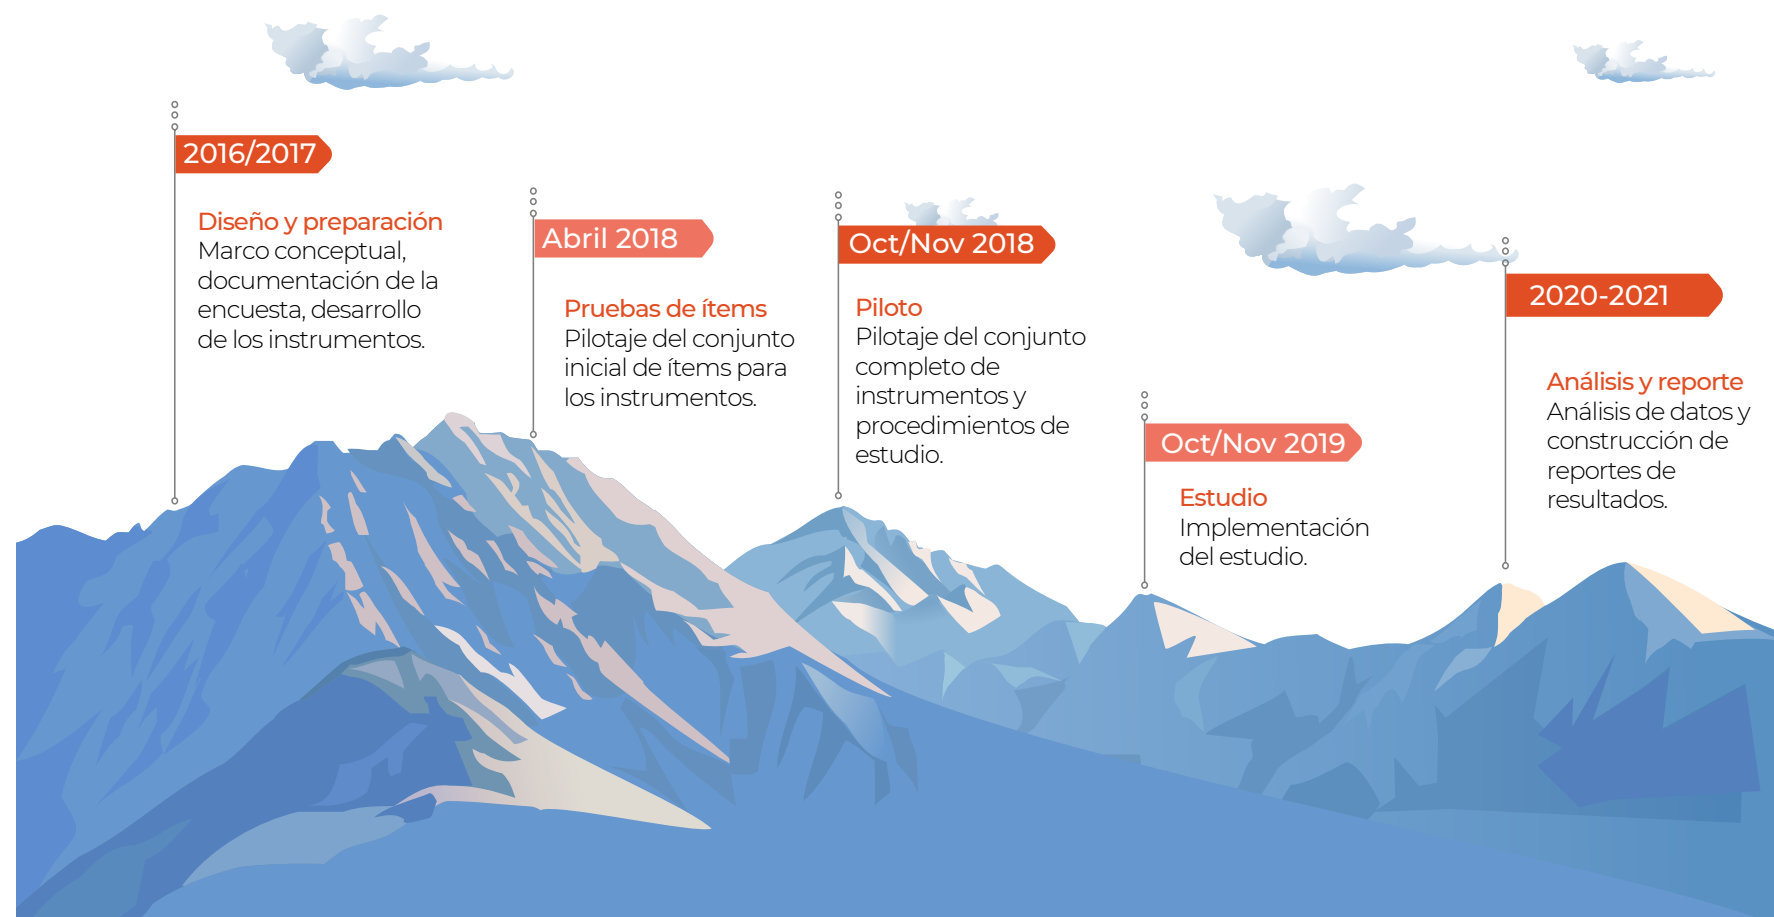 2016/2017
Diseño y preparación
Marco conceptual,
documentación de la
encuesta, desarrollo
de los instrumentos.
Abril 2018
Pruebas de ítems
Pilotaje del conjunto
inicial de ítems para
los instrumentos.
Oct/Nov 2018
Piloto
Pilotaje del conjunto
completo de
instrumentos y
procedimientos de
estudio.
Oct/Nov 2019
Estudio
Implementación
del estudio.
2020-2021
Análisis y reporte
Análisis de datos y
construcción de
reportes de
resultados.